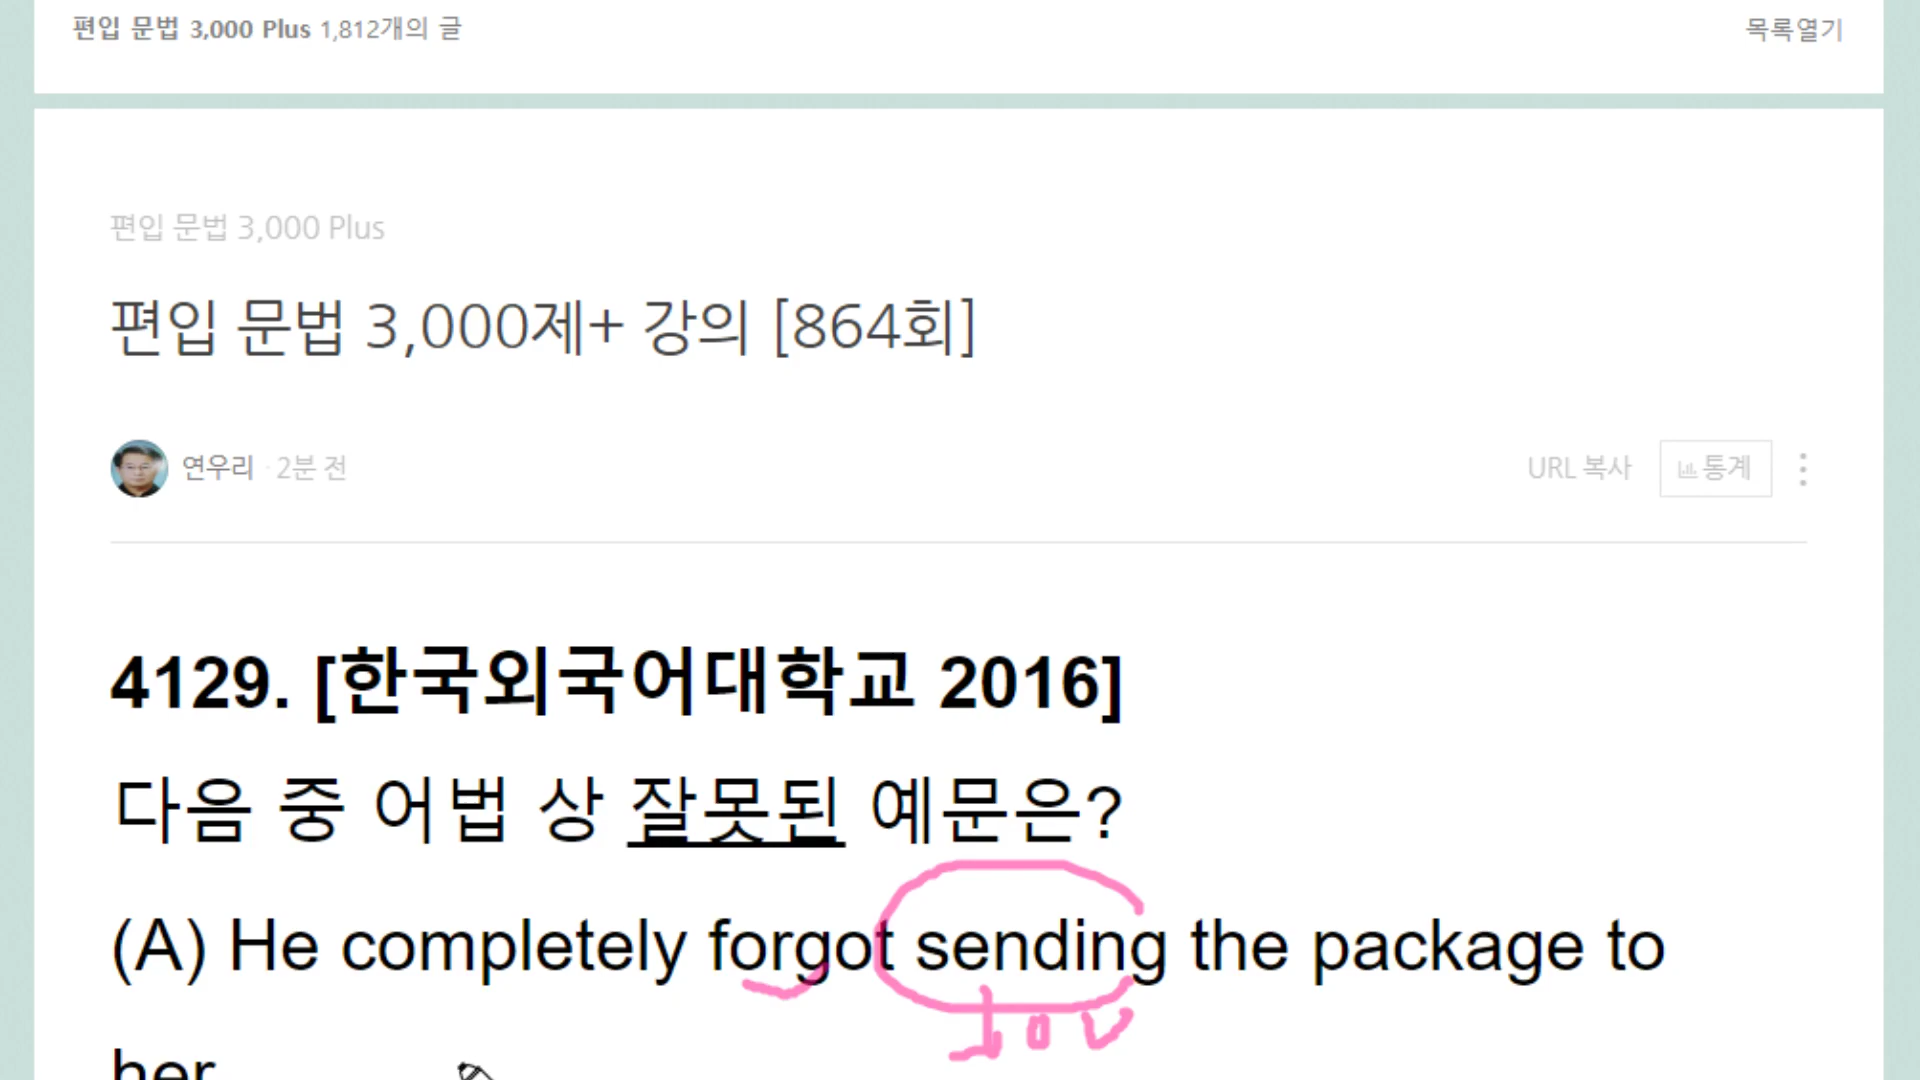 편입 문법 3,000 Plus 1,812개의 글
목록열기
편입 문법 3,000 Plus
편입 문법 3,000제+ 강의 [864회]
연우리 · 2분 전
URL 복사
통계
4129. [한국외국어대학교 2016]
다음 중 어법 상 잘못된 예문은?
(A) He completely forgot sending the package to
her